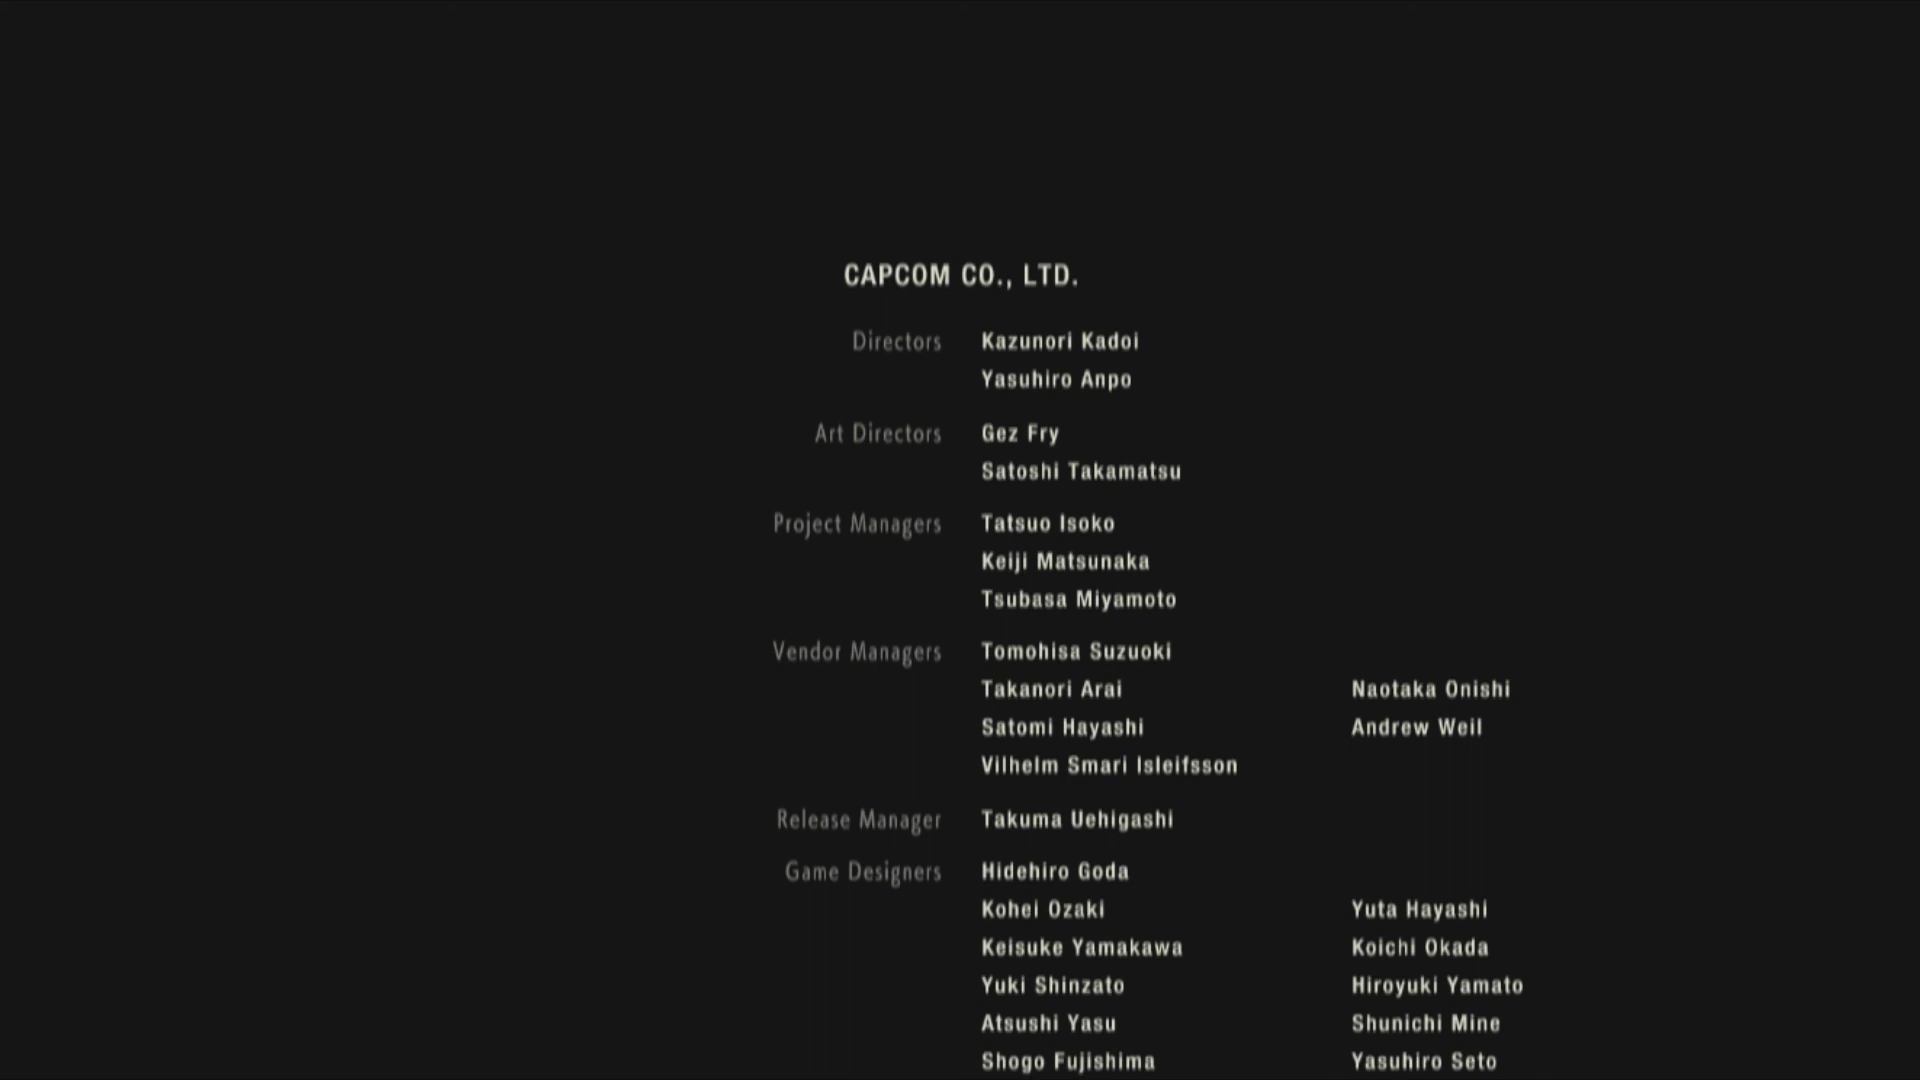 CAPCOM CO., LTD.
Directors Kazunori Kadoi
Yasuhiro Anpo
Art Directors Gez Fry
Satoshi Takamatsu
Project Managers Tatsuo Isoko
Keiji Matsunaka
Tsubasa Miyamoto
Vendor Managers Tomohisa Suzuoki
Takanori Arai Naotaka Onishi
Satomi Hayashi Andrew Weil
Vilhelm Smari Isleifsson
Release Manager Takuma Uehigashi
Game Designers Hidehiro Goda
Kohei Ozaki Yuta Hayashi
Keisuke Yamakawa Koichi Okada
Yuki Shinzato Hiroyuki Yamato
Atsushi Yasu Shunichi Mine
Shogo Fujishima Yasuhiro Seto